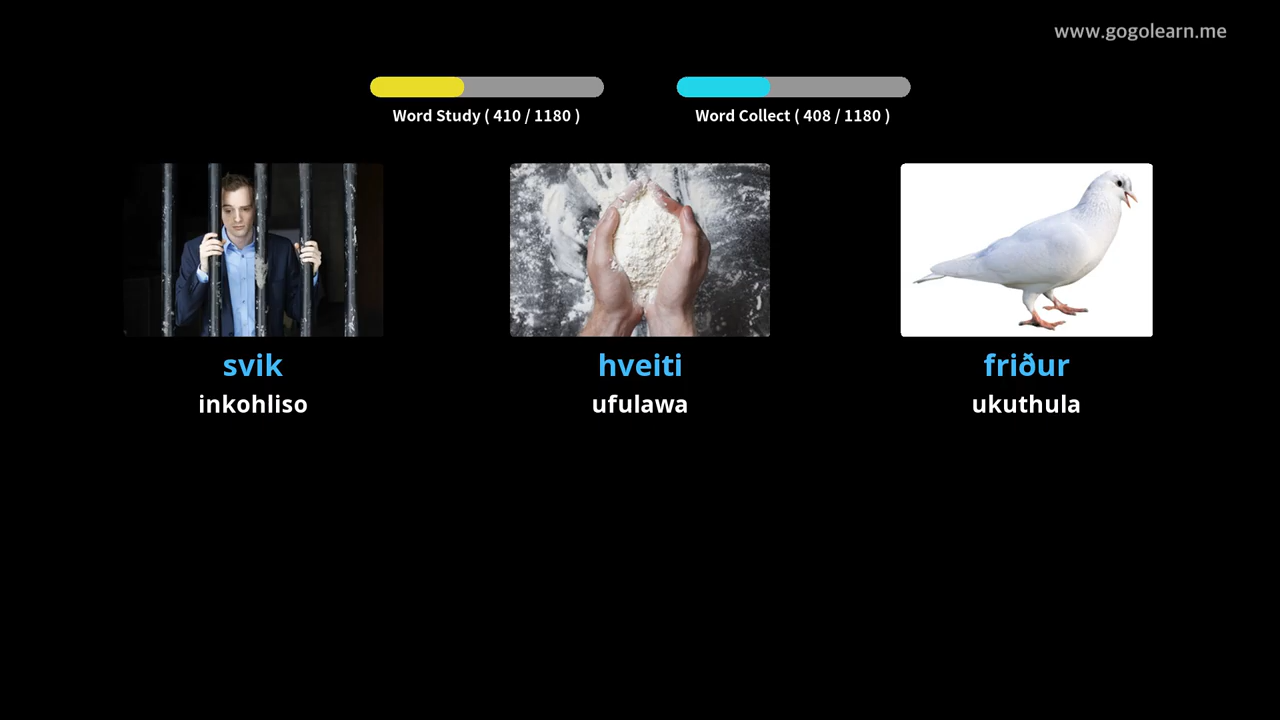 www.gogolearn.me
Word Study ( 410 / 1180 )
Word Collect ( 408 / 1180 )
svik
inkohliso
hveiti
ufulawa
friður
ukuthula